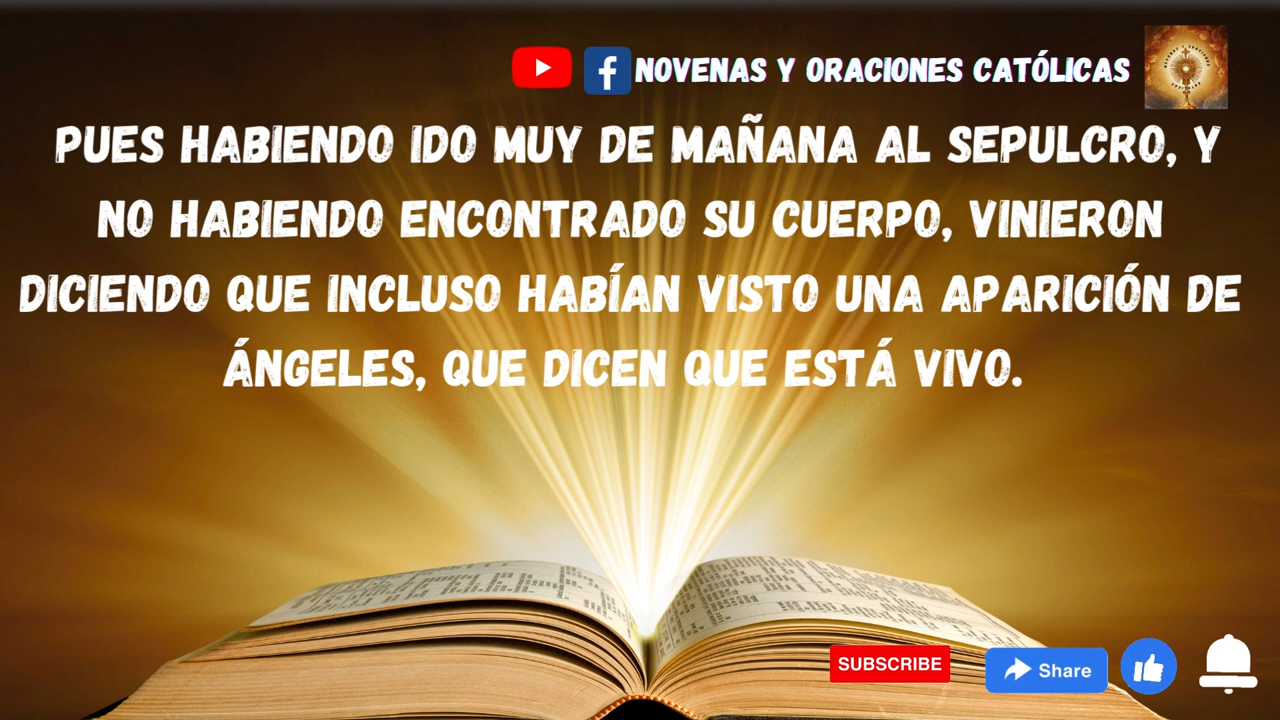 NOVENAS Y ORACIONES CATÓLICAS
PUES HABIENDO IDO MUY DE MAÑANA AL SEPULCRO, Y
NO HABIENDO ENCONTRADO SU CUERPO, VINIERON
DICIENDO QUE INCLUSO HABÍAN VISTO UNA APARICIÓN DE
ÁNGELES, QUE DICEN QUE ESTÁ VIVO.
SUBSCRIBE
Share